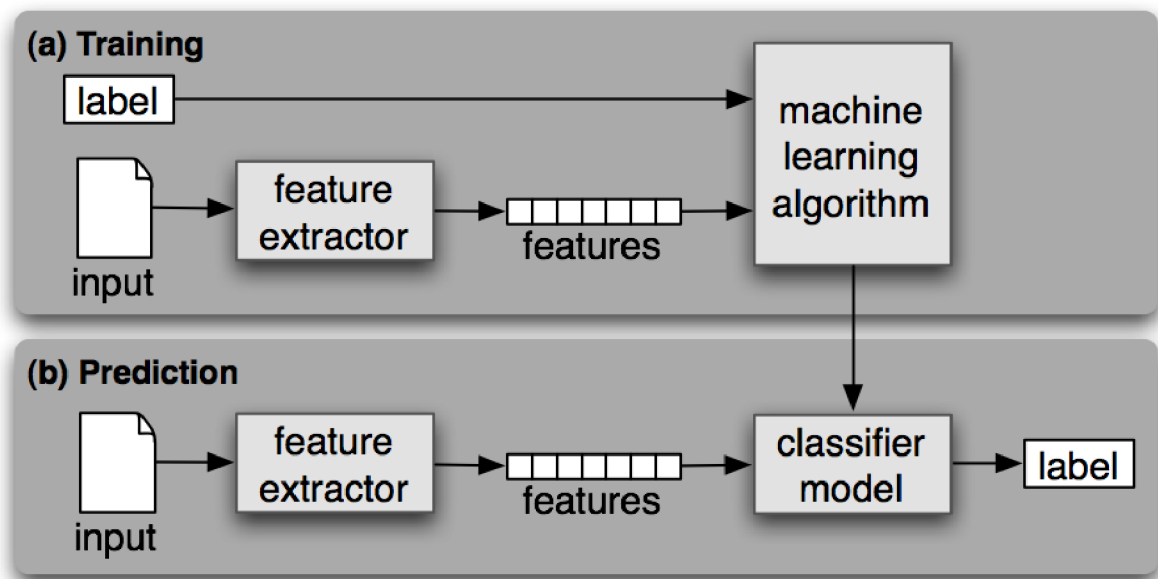 (a) Training
label
machine
learning
algorithm
feature
extractor
features
input
(b) Prediction
feature
extractor
features
classifier
model
label
input